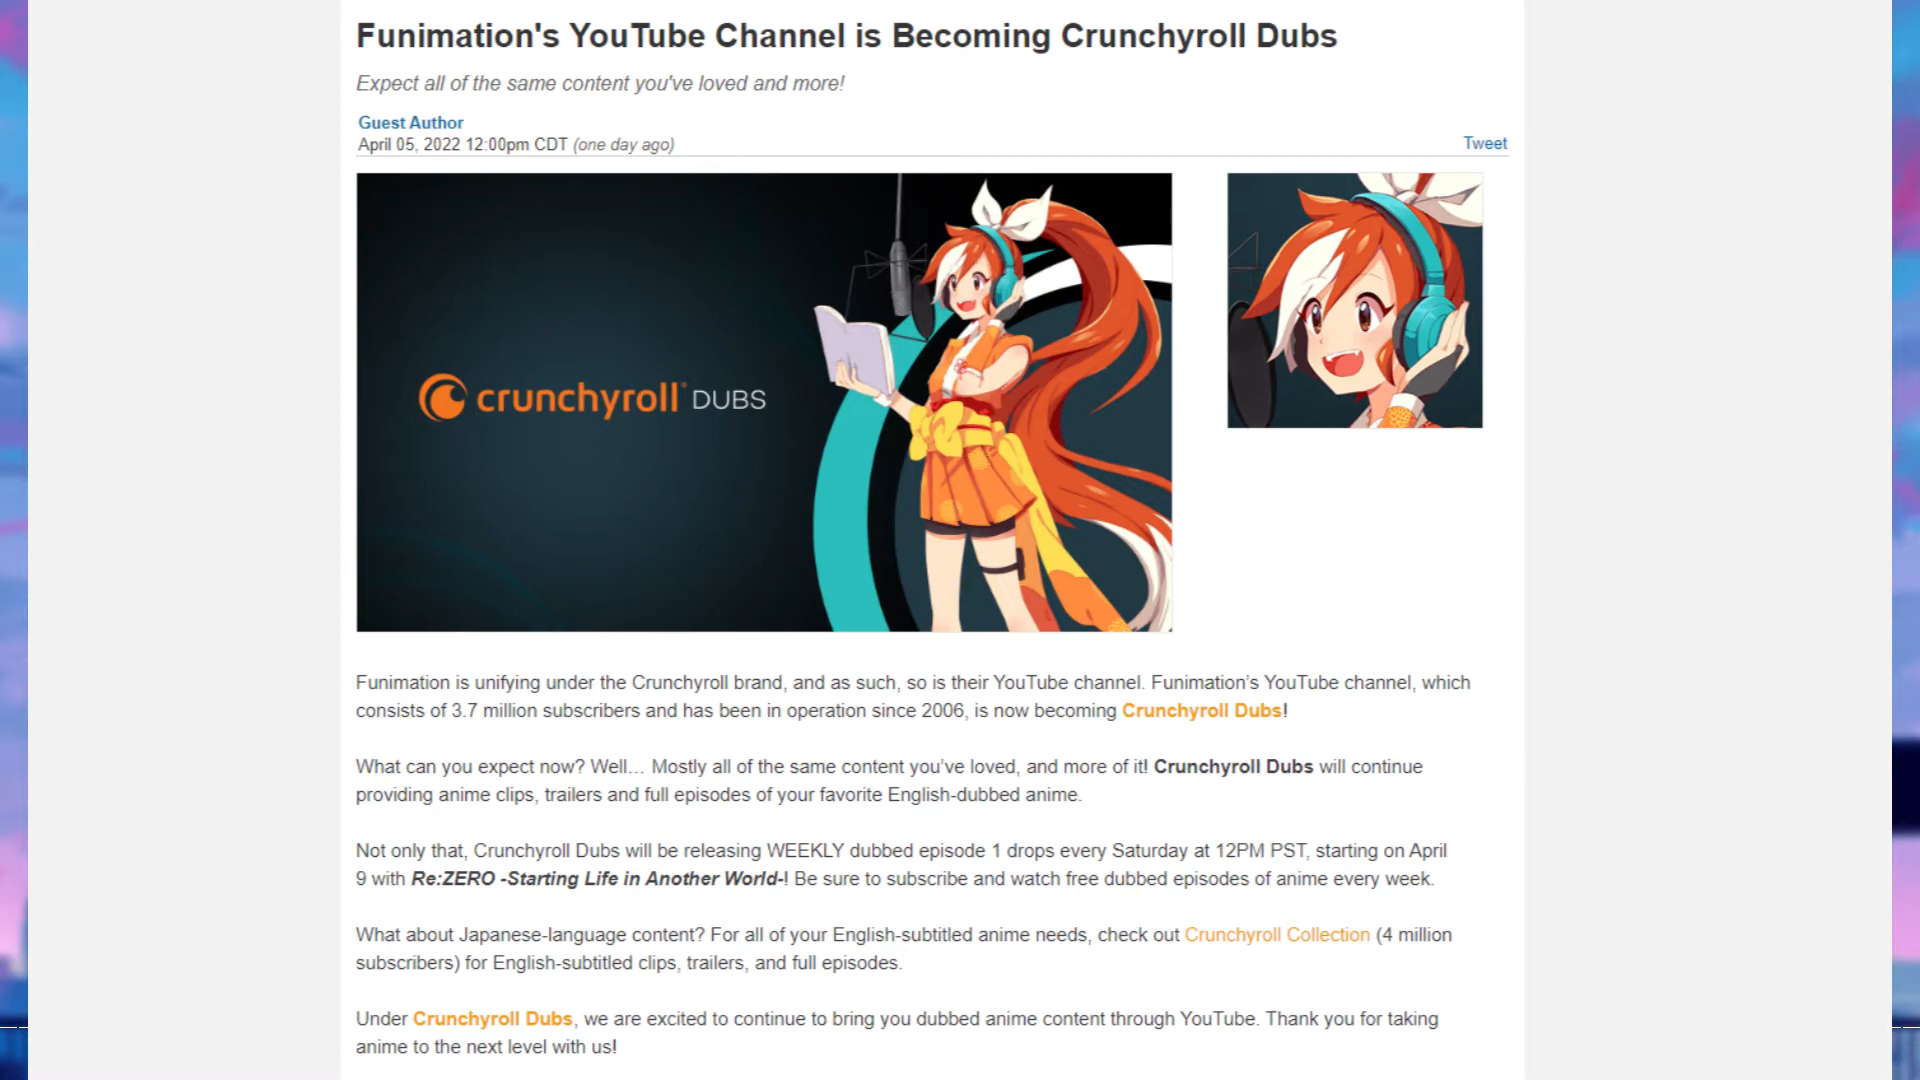 Funimation's YouTube Channel is Becoming Crunchyroll Dubs
Expect all of the same content you've loved and more!
Guest Author
April 05, 2022 12:00pm CDT (one day ago)
Tweet
crunchyroll DUBS
Funimation is unifying under the Crunchyroll brand, and as such, so is their YouTube channel. Funimation’s YouTube channel, which
consists of 3.7 million subscribers and has been in operation since 2006, is now becoming Crunchyroll Dubs!
What can you expect now? Well… Mostly all of the same content you’ve loved, and more of it! Crunchyroll Dubs will continue
providing anime clips, trailers and full episodes of your favorite English-dubbed anime.
Not only that, Crunchyroll Dubs will be releasing WEEKLY dubbed episode 1 drops every Saturday at 12PM PST, starting on April
9 with Re:ZERO -Starting Life in Another World-! Be sure to subscribe and watch free dubbed episodes of anime every week.
What about Japanese-language content? For all of your English-subtitled anime needs, check out Crunchyroll Collection (4 million
subscribers) for English-subtitled clips, trailers, and full episodes.
Under Crunchyroll Dubs, we are excited to continue to bring you dubbed anime content through YouTube. Thank you for taking
anime to the next level with us!